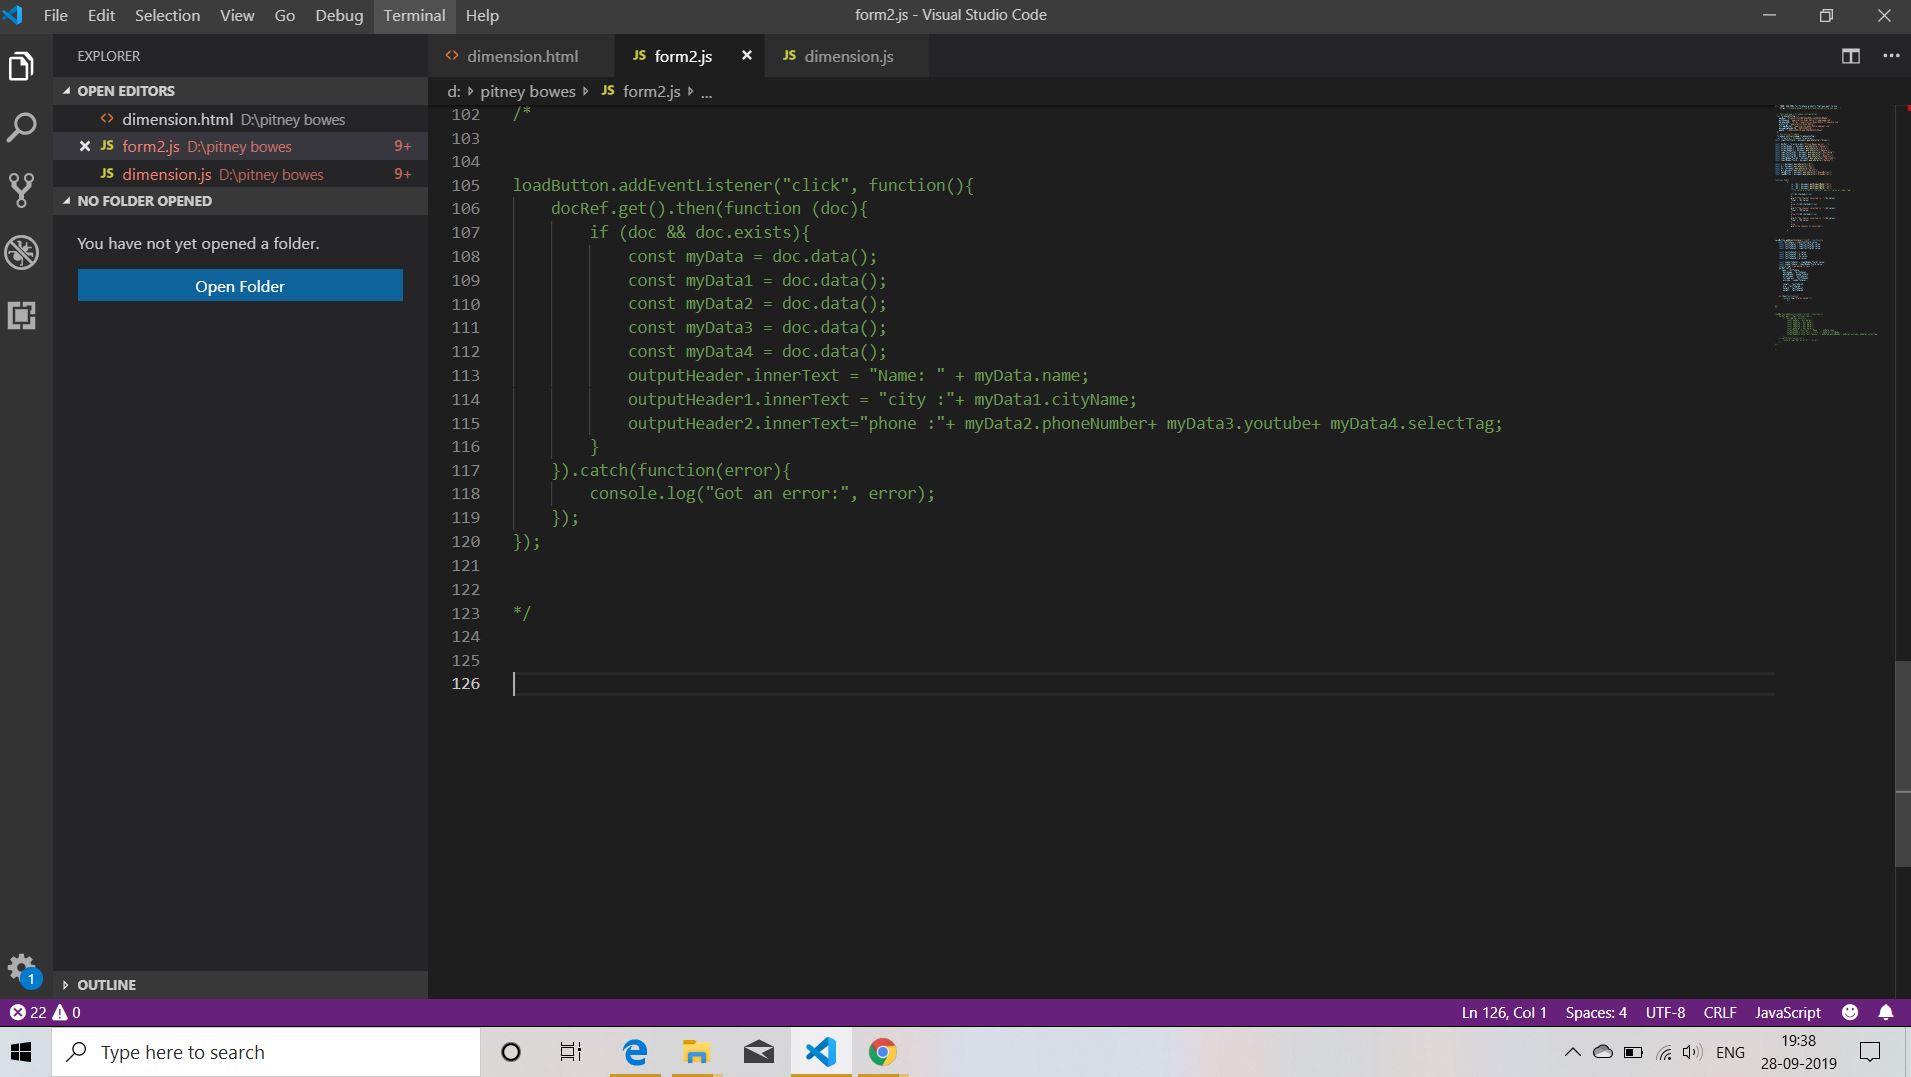 File Edit Selection View Go Debug Terminal Help
form2.js - Visual Studio Code
EXPLORER
OPEN EDITORS
dimension.html D:\pitney bowes
form2.js D:\pitney bowes 9+
dimension.js D:\pitney bowes 9+
NO FOLDER OPENED
You have not yet opened a folder.
Open Folder
OUTLINE
dimension.html
JS form2.js
JS dimension.js
d: pitney bowes JS form2.js ...
102 /*
103
104
105 loadButton.addEventListener("click", function(){
106 docRef.get().then(function (doc){
107 if (doc && doc.exists){
108 const myData = doc.data();
109 const myData1 = doc.data();
110 const myData2 = doc.data();
111 const myData3 = doc.data();
112 const myData4 = doc.data();
113 outputHeader.innerText = "Name: " + myData.name;
114 outputHeader1.innerText = "city :"+ myData1.cityName;
115 outputHeader2.innerText="phone :"+ myData2.phoneNumber+ myData3.youtube+ myData4.selectTag;
116 }
117 }).catch(function(error){
118 console.log("Got an error:", error);
119 });
120 });
121
122
123 */
124
125
126
1
22 0
Ln 126, Col 1 Spaces: 4 UTF-8 CRLF JavaScript
Type here to search
ENG
19:38
28-09-2019